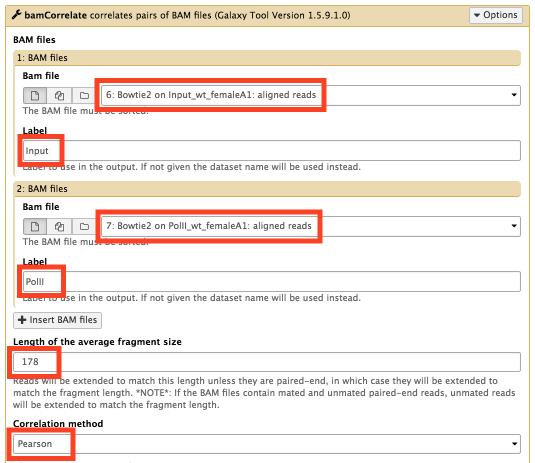 bamCorrelate correlates pairs of BAM files (Galaxy Tool Version 1.5.9.1.0)
Options
BAM files
1: BAM files
Bam file
6: Bowtie2 on Input_wt_femaleA1: aligned reads
The BAM file must be sorted.
Label
Input
Label to use in the output. If not given the dataset name will be used instead.
2: BAM files
Bam file
7: Bowtie2 on PolII_wt_femaleA1: aligned reads
The BAM file must be sorted.
Label
PolII
Label to use in the output. If not given the dataset name will be used instead.
Insert BAM files
Length of the average fragment size
178
Reads will be extended to match this length unless they are paired-end, in which case they will be extended to
match the fragment length. *NOTE*: If the BAM files contain mated and unmated paired-end reads, unmated reads
will be extended to match the fragment length.
Correlation method
Pearson